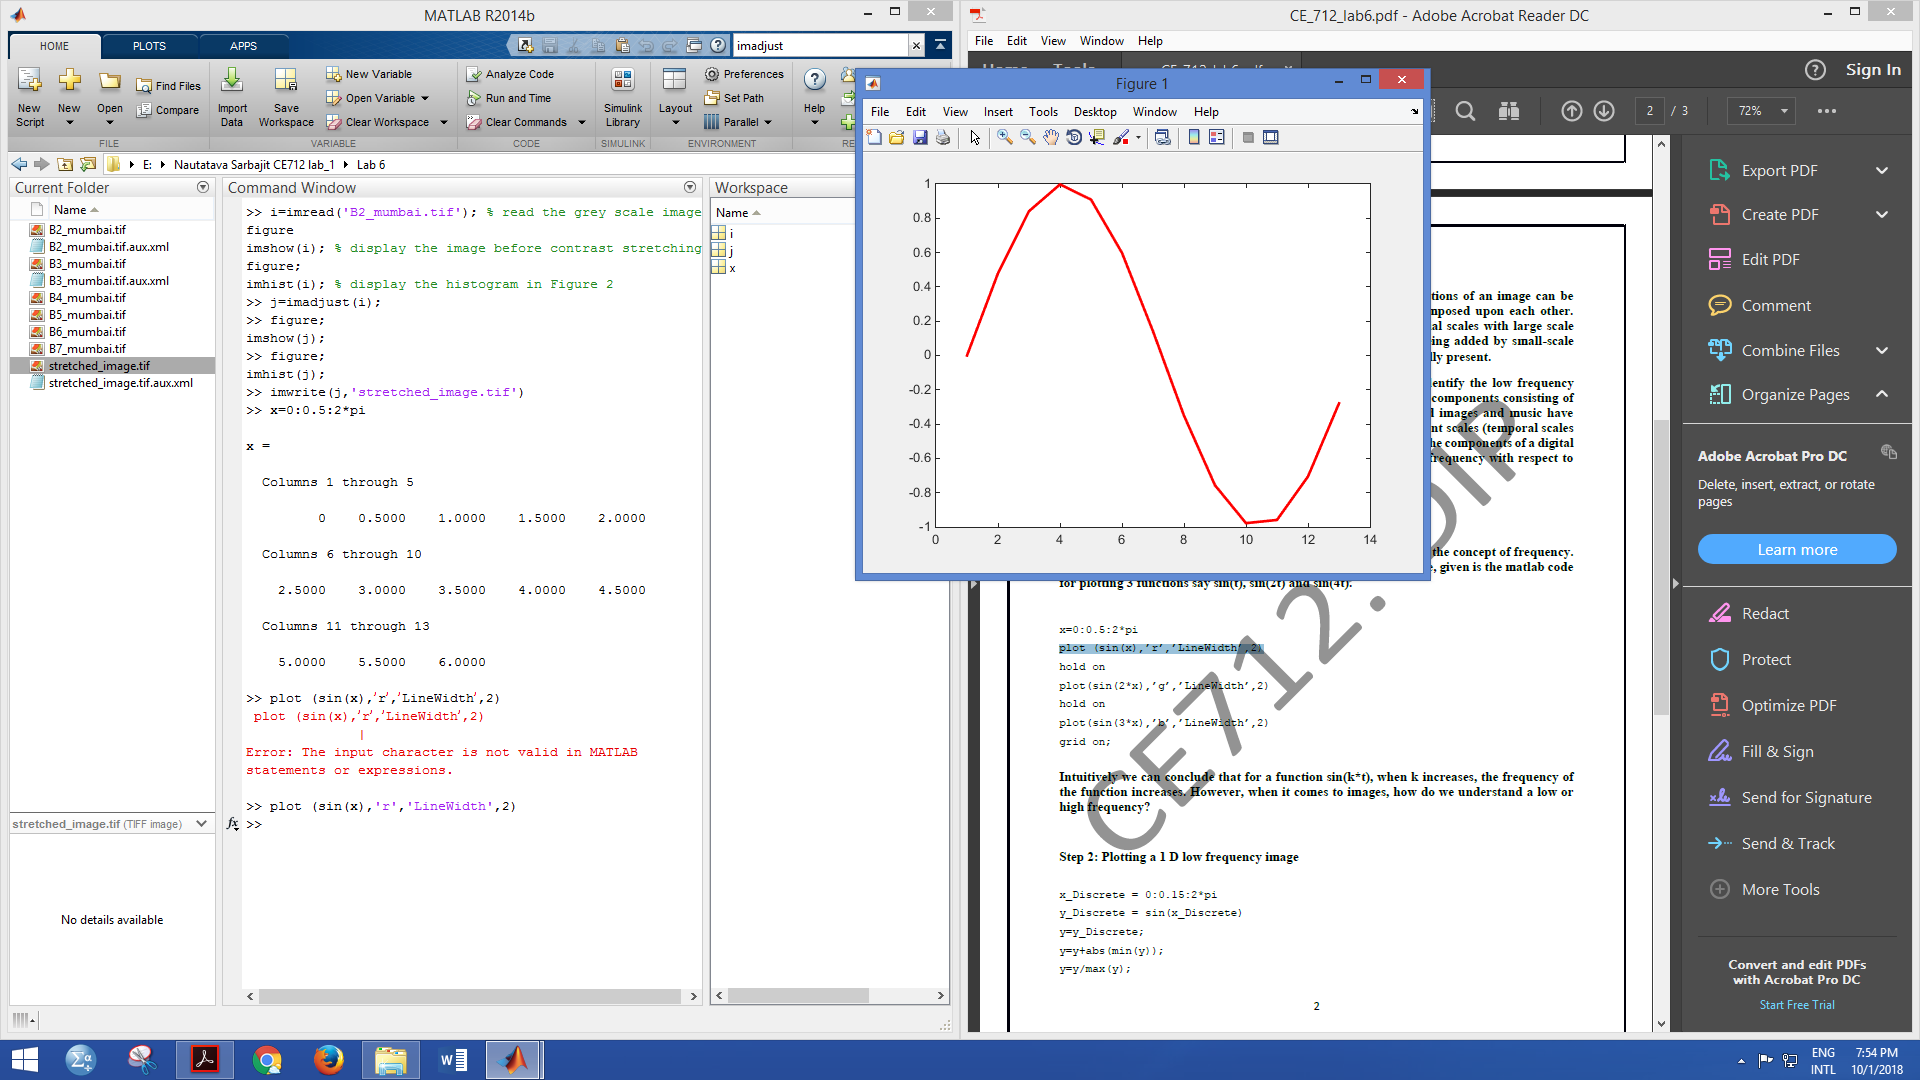 MATLAB R2014b
HOME PLOTS APPS
imadjust
New Script
New
Open
Find Files
Compare
Import Data
Save Workspace
New Variable
Open Variable
Clear Workspace
Analyze Code
Run and Time
Clear Commands
Simulink Library
Layout
Preferences
Set Path
Parallel
Help
FILE VARIABLE CODE SIMULINK ENVIRONMENT RE
E: Nautatava Sarbajit CE712 lab_1 Lab 6
Current Folder
Name
B2_mumbai.tif
B2_mumbai.tif.aux.xml
B3_mumbai.tif
B3_mumbai.tif.aux.xml
B4_mumbai.tif
B5_mumbai.tif
B6_mumbai.tif
B7_mumbai.tif
stretched_image.tif
stretched_image.tif.aux.xml
stretched_image.tif (TIFF image)
No details available
Command Window
>> i=imread('B2_mumbai.tif'); % read the grey scale image
figure
imshow(i); % display the image before contrast stretching
figure;
imhist(i); % display the histogram in Figure 2
>> j=imadjust(i);
>> figure;
imshow(j);
>> figure;
imhist(j);
>> imwrite(j,'stretched_image.tif')
>> x=0:0.5:2*pi
x =
Columns 1 through 5
0 0.5000 1.0000 1.5000 2.0000
Columns 6 through 10
2.5000 3.0000 3.5000 4.0000 4.5000
Columns 11 through 13
5.0000 5.5000 6.0000
>> plot (sin(x),’r’,’LineWidth’,2)
plot (sin(x),’r’,’LineWidth’,2)
|
Error: The input character is not valid in MATLAB
statements or expressions.
>> plot (sin(x),'r','LineWidth',2)
fx >>
Workspace
Name
i
j
x
Figure 1
File Edit View Insert Tools Desktop Window Help
1
0.8
0.6
0.4
0.2
0
-0.2
-0.4
-0.6
-0.8
-1
0 2 4 6 8 10 12 14
CE_712_lab6.pdf - Adobe Acrobat Reader DC
File Edit View Window Help
Sign In
2 / 3
72%
tions of an image can be
mposed upon each other.
al scales with large scale
ing added by small-scale
lly present.
dentify the low frequency
components consisting of
d images and music have
nt scales (temporal scales
he components of a digital
frequency with respect to
the concept of frequency.
e, given is the matlab code
for plotting 3 functions say sin(t), sin(2t) and sin(4t).
x=0:0.5:2*pi
plot (sin(x),’r’,’LineWidth’,2)
hold on
plot(sin(2*x),’g’,’LineWidth’,2)
hold on
plot(sin(3*x),’b’,’LineWidth’,2)
grid on;
Intuitively we can conclude that for a function sin(k*t), when k increases, the frequency of
the function increases. However, when it comes to images, how do we understand a low or
high frequency?
Step 2: Plotting a 1 D low frequency image
x_Discrete = 0:0.15:2*pi
y_Discrete = sin(x_Discrete)
y=y_Discrete;
y=y+abs(min(y));
y=y/max(y);
2
CE712:DIP
Export PDF
Create PDF
Edit PDF
Comment
Combine Files
Organize Pages
Adobe Acrobat Pro DC
Delete, insert, extract, or rotate
pages
Learn more
Redact
Protect
Optimize PDF
Fill & Sign
Send for Signature
Send & Track
More Tools
Convert and edit PDFs
with Acrobat Pro DC
Start Free Trial
ENG
INTL
7:54 PM
10/1/2018